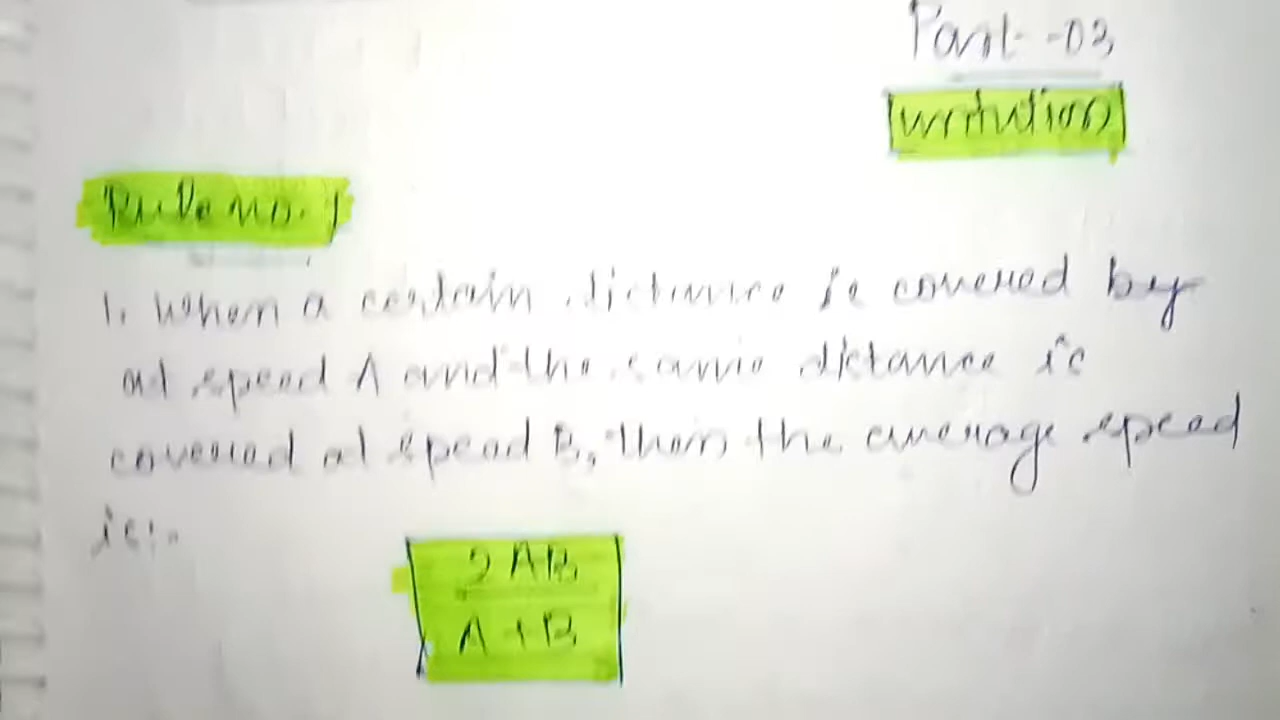 Part-03
Rule no. 1
1. When a certain distance is covered by
at speed A and the same distance is
covered at speed B, then the average speed
is:-
2AB
A+B